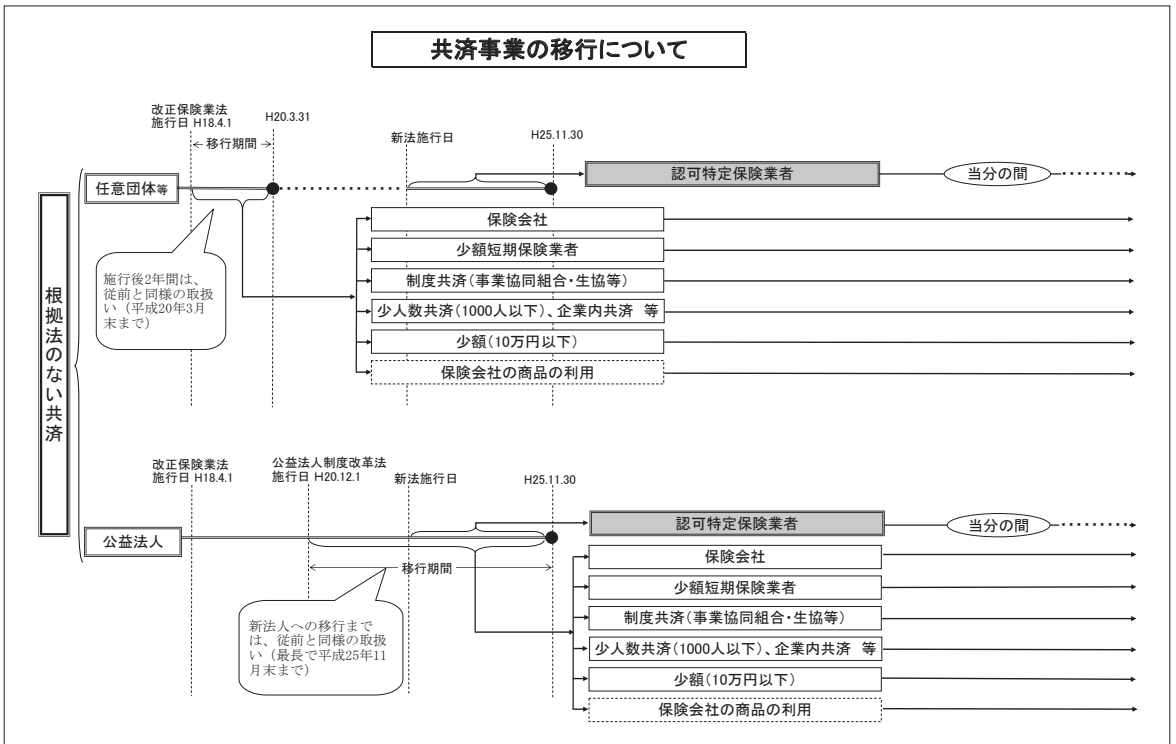 共済事業の移行について
改正保険業法
施行日 H18.4.1
H20.3.31
移行期間
新法施行日
H25.11.30
根拠法のない共済
任意団体等
認可特定保険業者
当分の間
保険会社
少額短期保険業者
制度共済(事業協同組合・生協等)
少人数共済(1000人以下)、企業内共済 等
少額(10万円以下)
保険会社の商品の利用
施行後2年間は、
従前と同様の取扱
い（平成20年3月
末まで）
改正保険業法
施行日 H18.4.1
公益法人制度改革法
施行日 H20.12.1
新法施行日
H25.11.30
公益法人
認可特定保険業者
当分の間
移行期間
保険会社
少額短期保険業者
制度共済(事業協同組合・生協等)
少人数共済(1000人以下)、企業内共済 等
少額(10万円以下)
保険会社の商品の利用
新法人への移行まで
は、従前と同様の取扱
い（最長で平成25年11
月末まで）